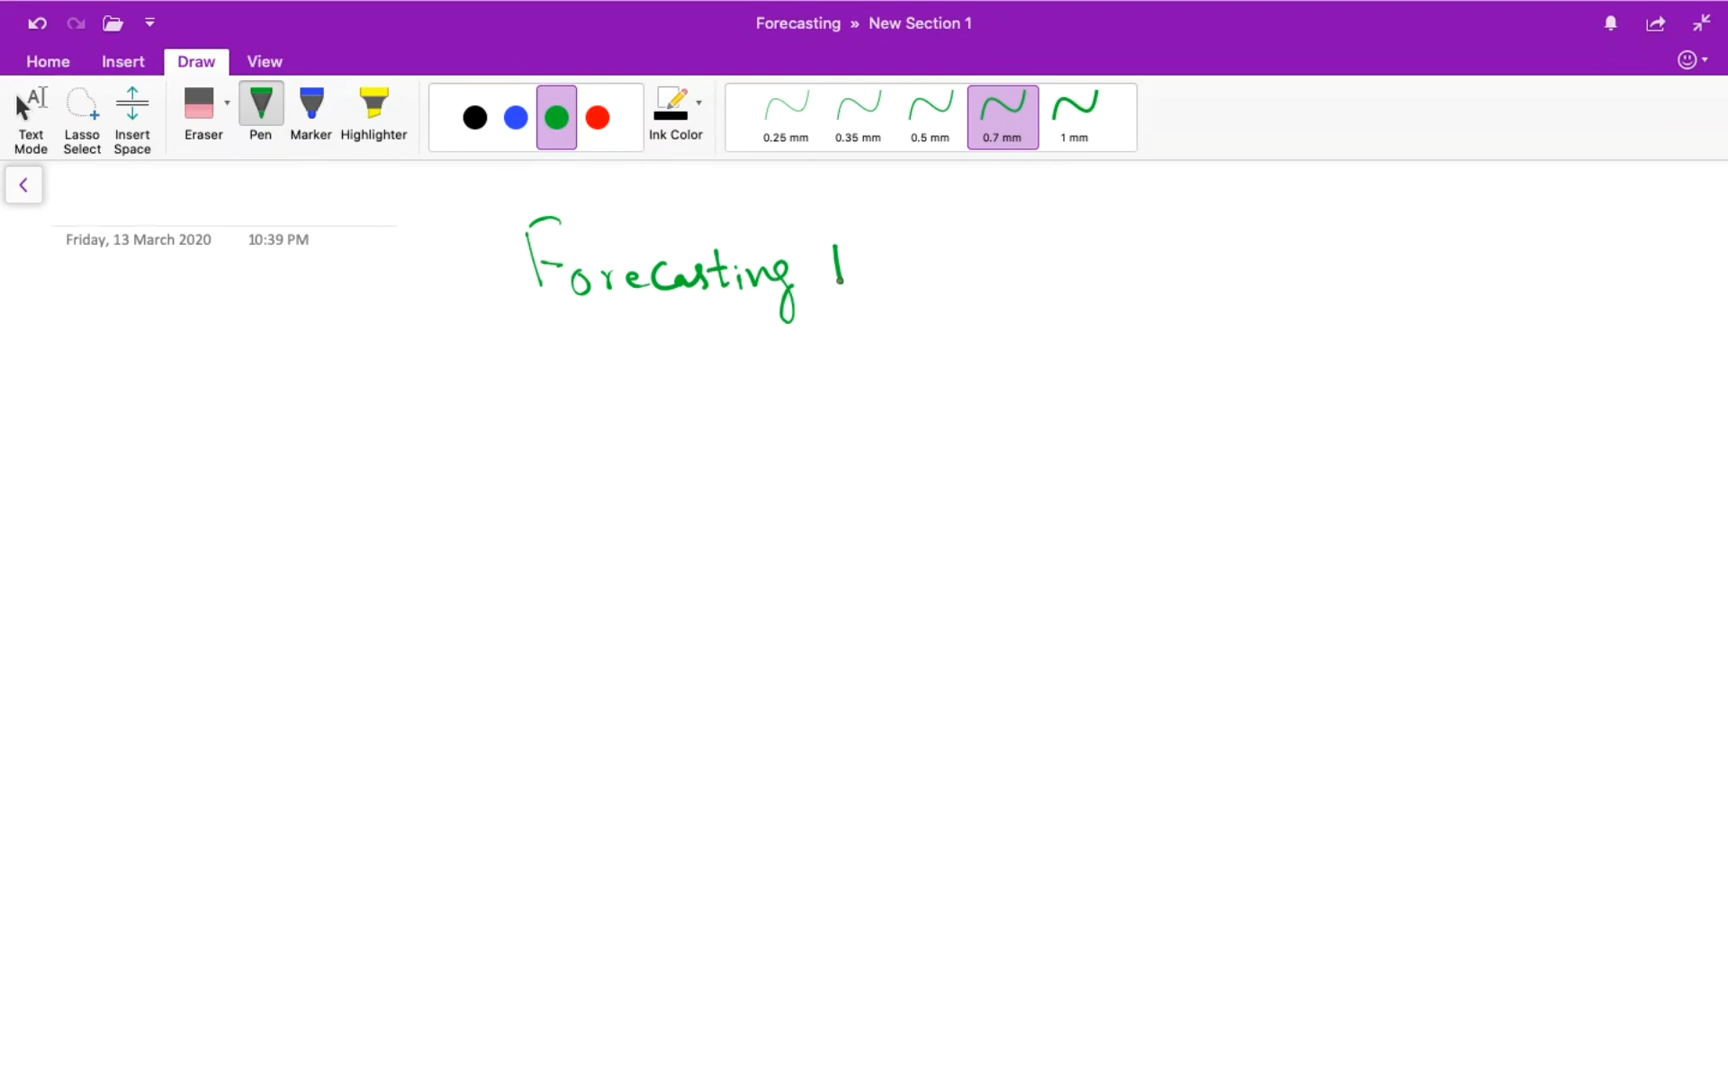 Forecasting » New Section 1
Home Insert Draw View
Text Mode
Lasso Select
Insert Space
Eraser
Pen
Marker
Highlighter
Ink Color
0.25 mm
0.35 mm
0.5 mm
0.7 mm
1 mm
Friday, 13 March 2020 10:39 PM
Forecasting